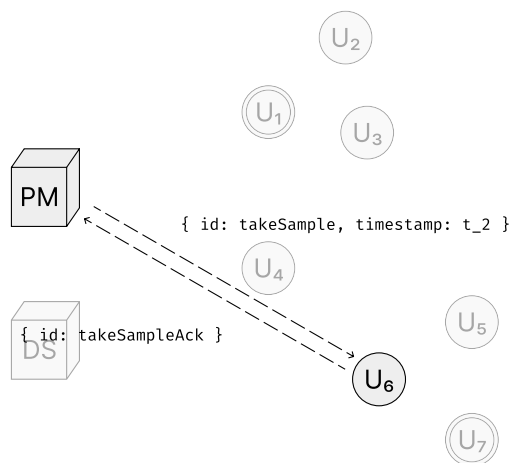 U₂
U₁
U₃
PM
{ id: takeSample, timestamp: t_2 }
U₄
U₅
{ id: takeSampleAck }
DS
U₆
U₇